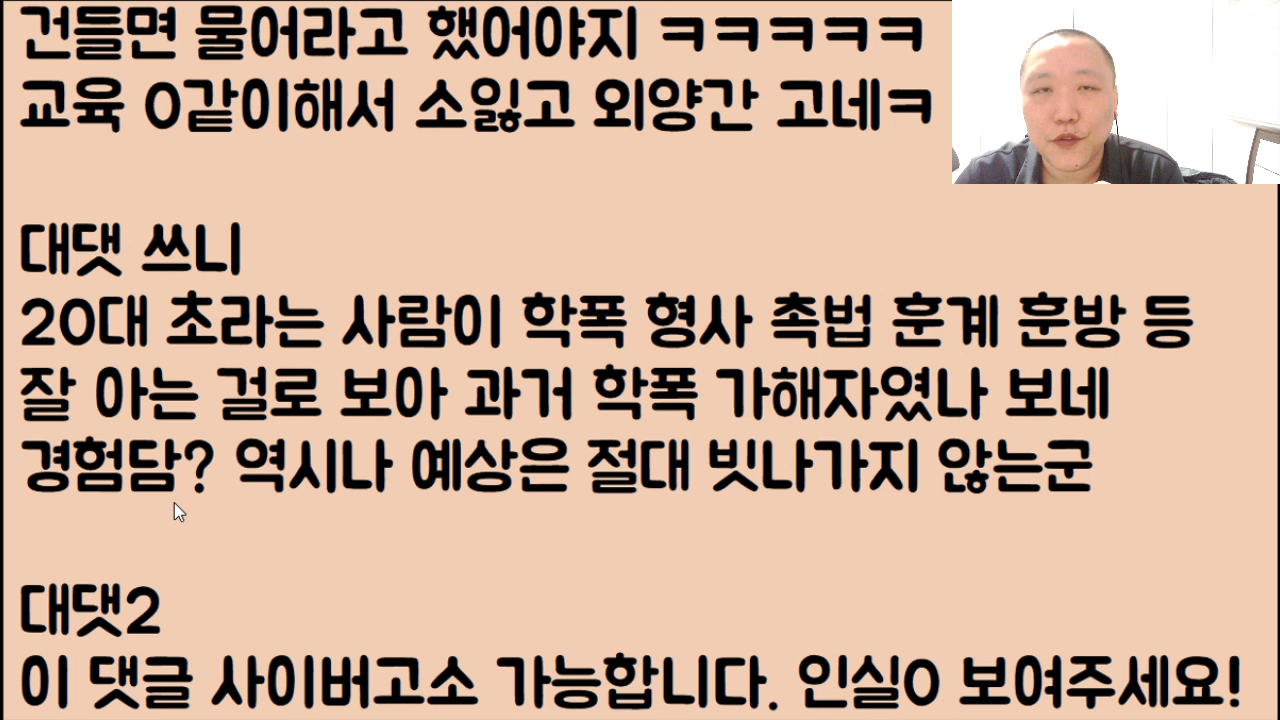 건들면 물어라고 했어야지 ㅋㅋㅋㅋㅋ
교육 0같이해서 소잃고 외양간 고네ㅋ
대댓 쓰니
20대 초라는 사람이 학폭 형사 촉법 훈계 훈방 등
잘 아는 걸로 보아 과거 학폭 가해자였나 보네
경험담? 역시나 예상은 절대 빗나가지 않는군
대댓2
이 댓글 사이버고소 가능합니다. 인실0 보여주세요!